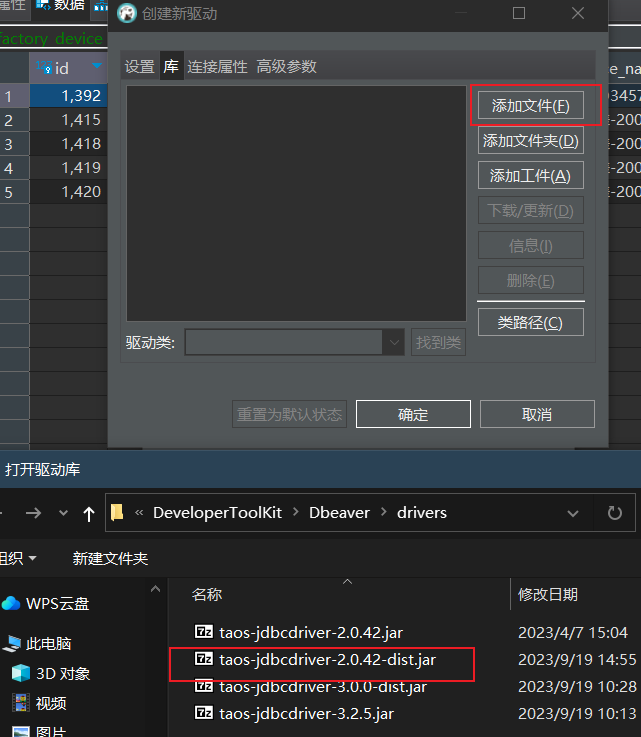 属性 数据
创建新驱动
factory_device
设置 库 连接属性 高级参数
id
1 1,392
2 1,415
3 1,418
4 1,419
5 1,420
e_na
3457
-200
-200
-200
-200
添加文件(F)
添加文件夹(D)
添加工件(A)
下载/更新(D)
信息(I)
删除(E)
类路径(C)
驱动类:
找到类
重置为默认状态 确定 取消
打开驱动库
« DeveloperToolKit > Dbeaver > drivers
组织 新建文件夹
WPS云盘
此电脑
3D 对象
视频
图片
名称 修改日期
taos-jdbcdriver-2.0.42.jar 2023/4/7 15:04
taos-jdbcdriver-2.0.42-dist.jar 2023/9/19 14:55
taos-jdbcdriver-3.0.0-dist.jar 2023/9/19 10:28
taos-jdbcdriver-3.2.5.jar 2023/9/19 10:13